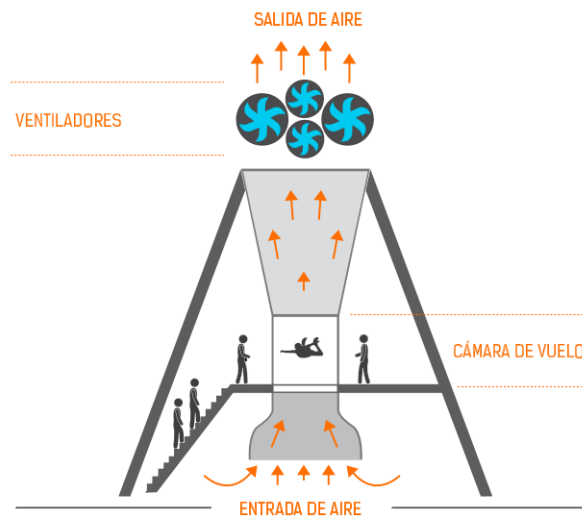 SALIDA DE AIRE
VENTILADORES
CÁMARA DE VUELO
ENTRADA DE AIRE